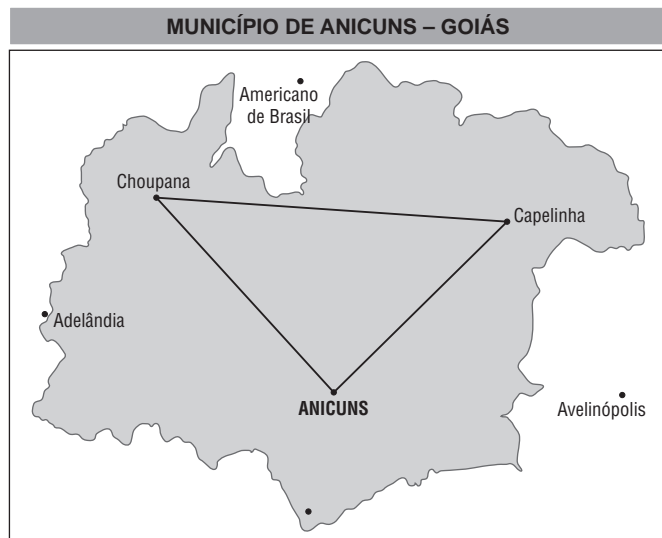 MUNICÍPIO DE ANICUNS – GOIÁS
Americano
de Brasil
Choupana
Capelinha
Adelândia
ANICUNS
Avelinópolis